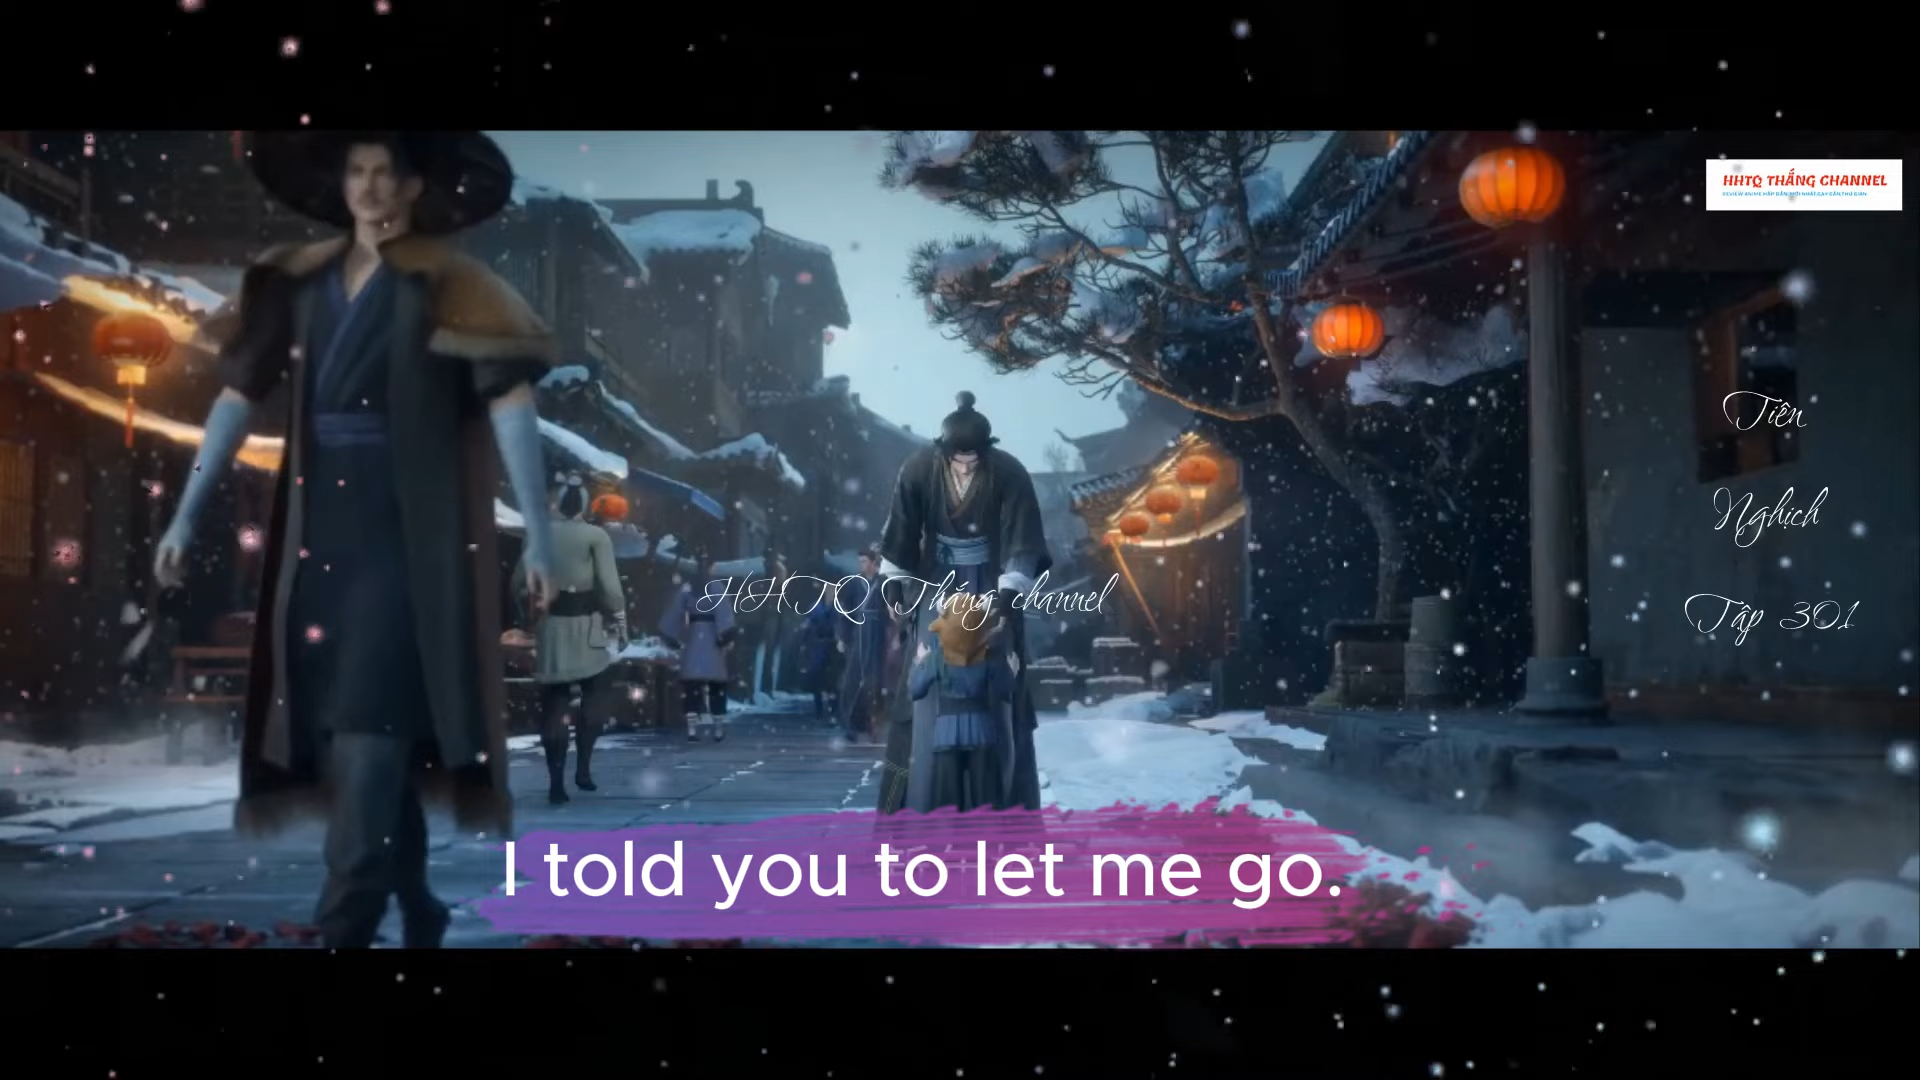 HHTQ THẮNG CHANNEL
Tiên
Nghịch
HHTQ Thắng channel
Tập 301
I told you to let me go.